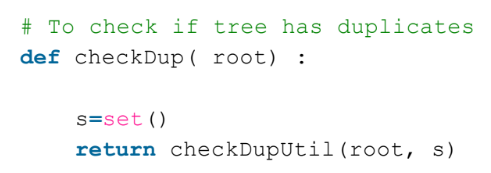 # To check if tree has duplicates
def checkDup( root) :
s=set()
return checkDupUtil(root, s)